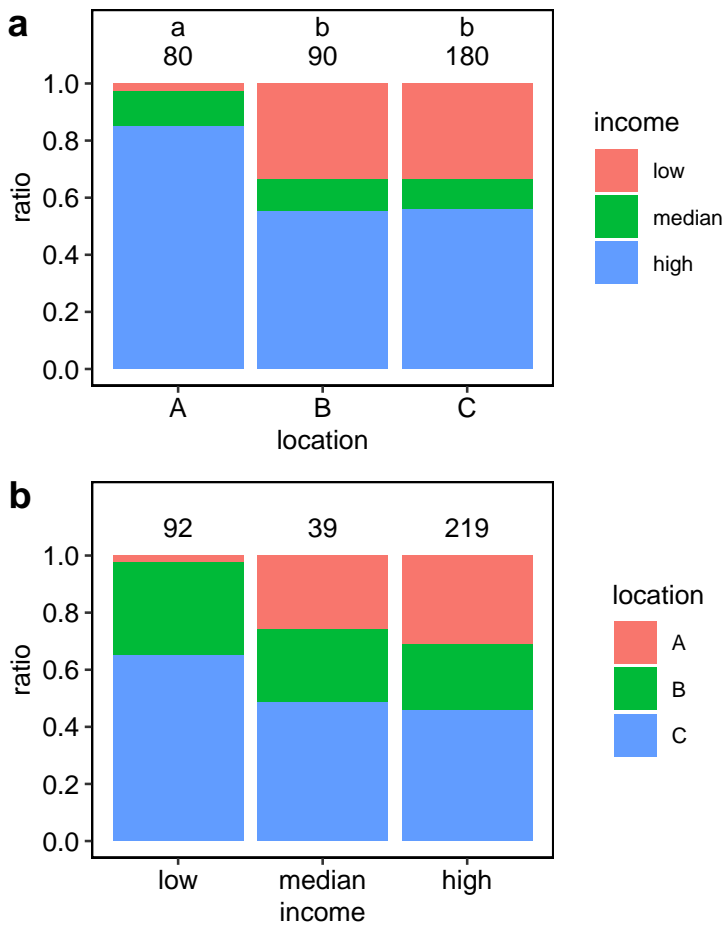 a
a b b
80 90 180
1.0
0.8
0.6
0.4
0.2
0.0
ratio
A B C
location
income
low
median
high
b
92 39 219
1.0
0.8
0.6
0.4
0.2
0.0
ratio
low median high
income
location
A
B
C